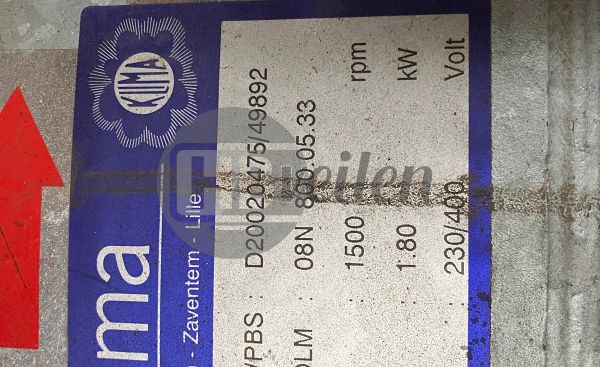 KLIMA
ma
- Zaventem - Lille
VPBS : D20020475/49892
OLM : 08N 800.05.33
: 1500 rpm
: 1.80 kW
: 230/400 Volt
eilen